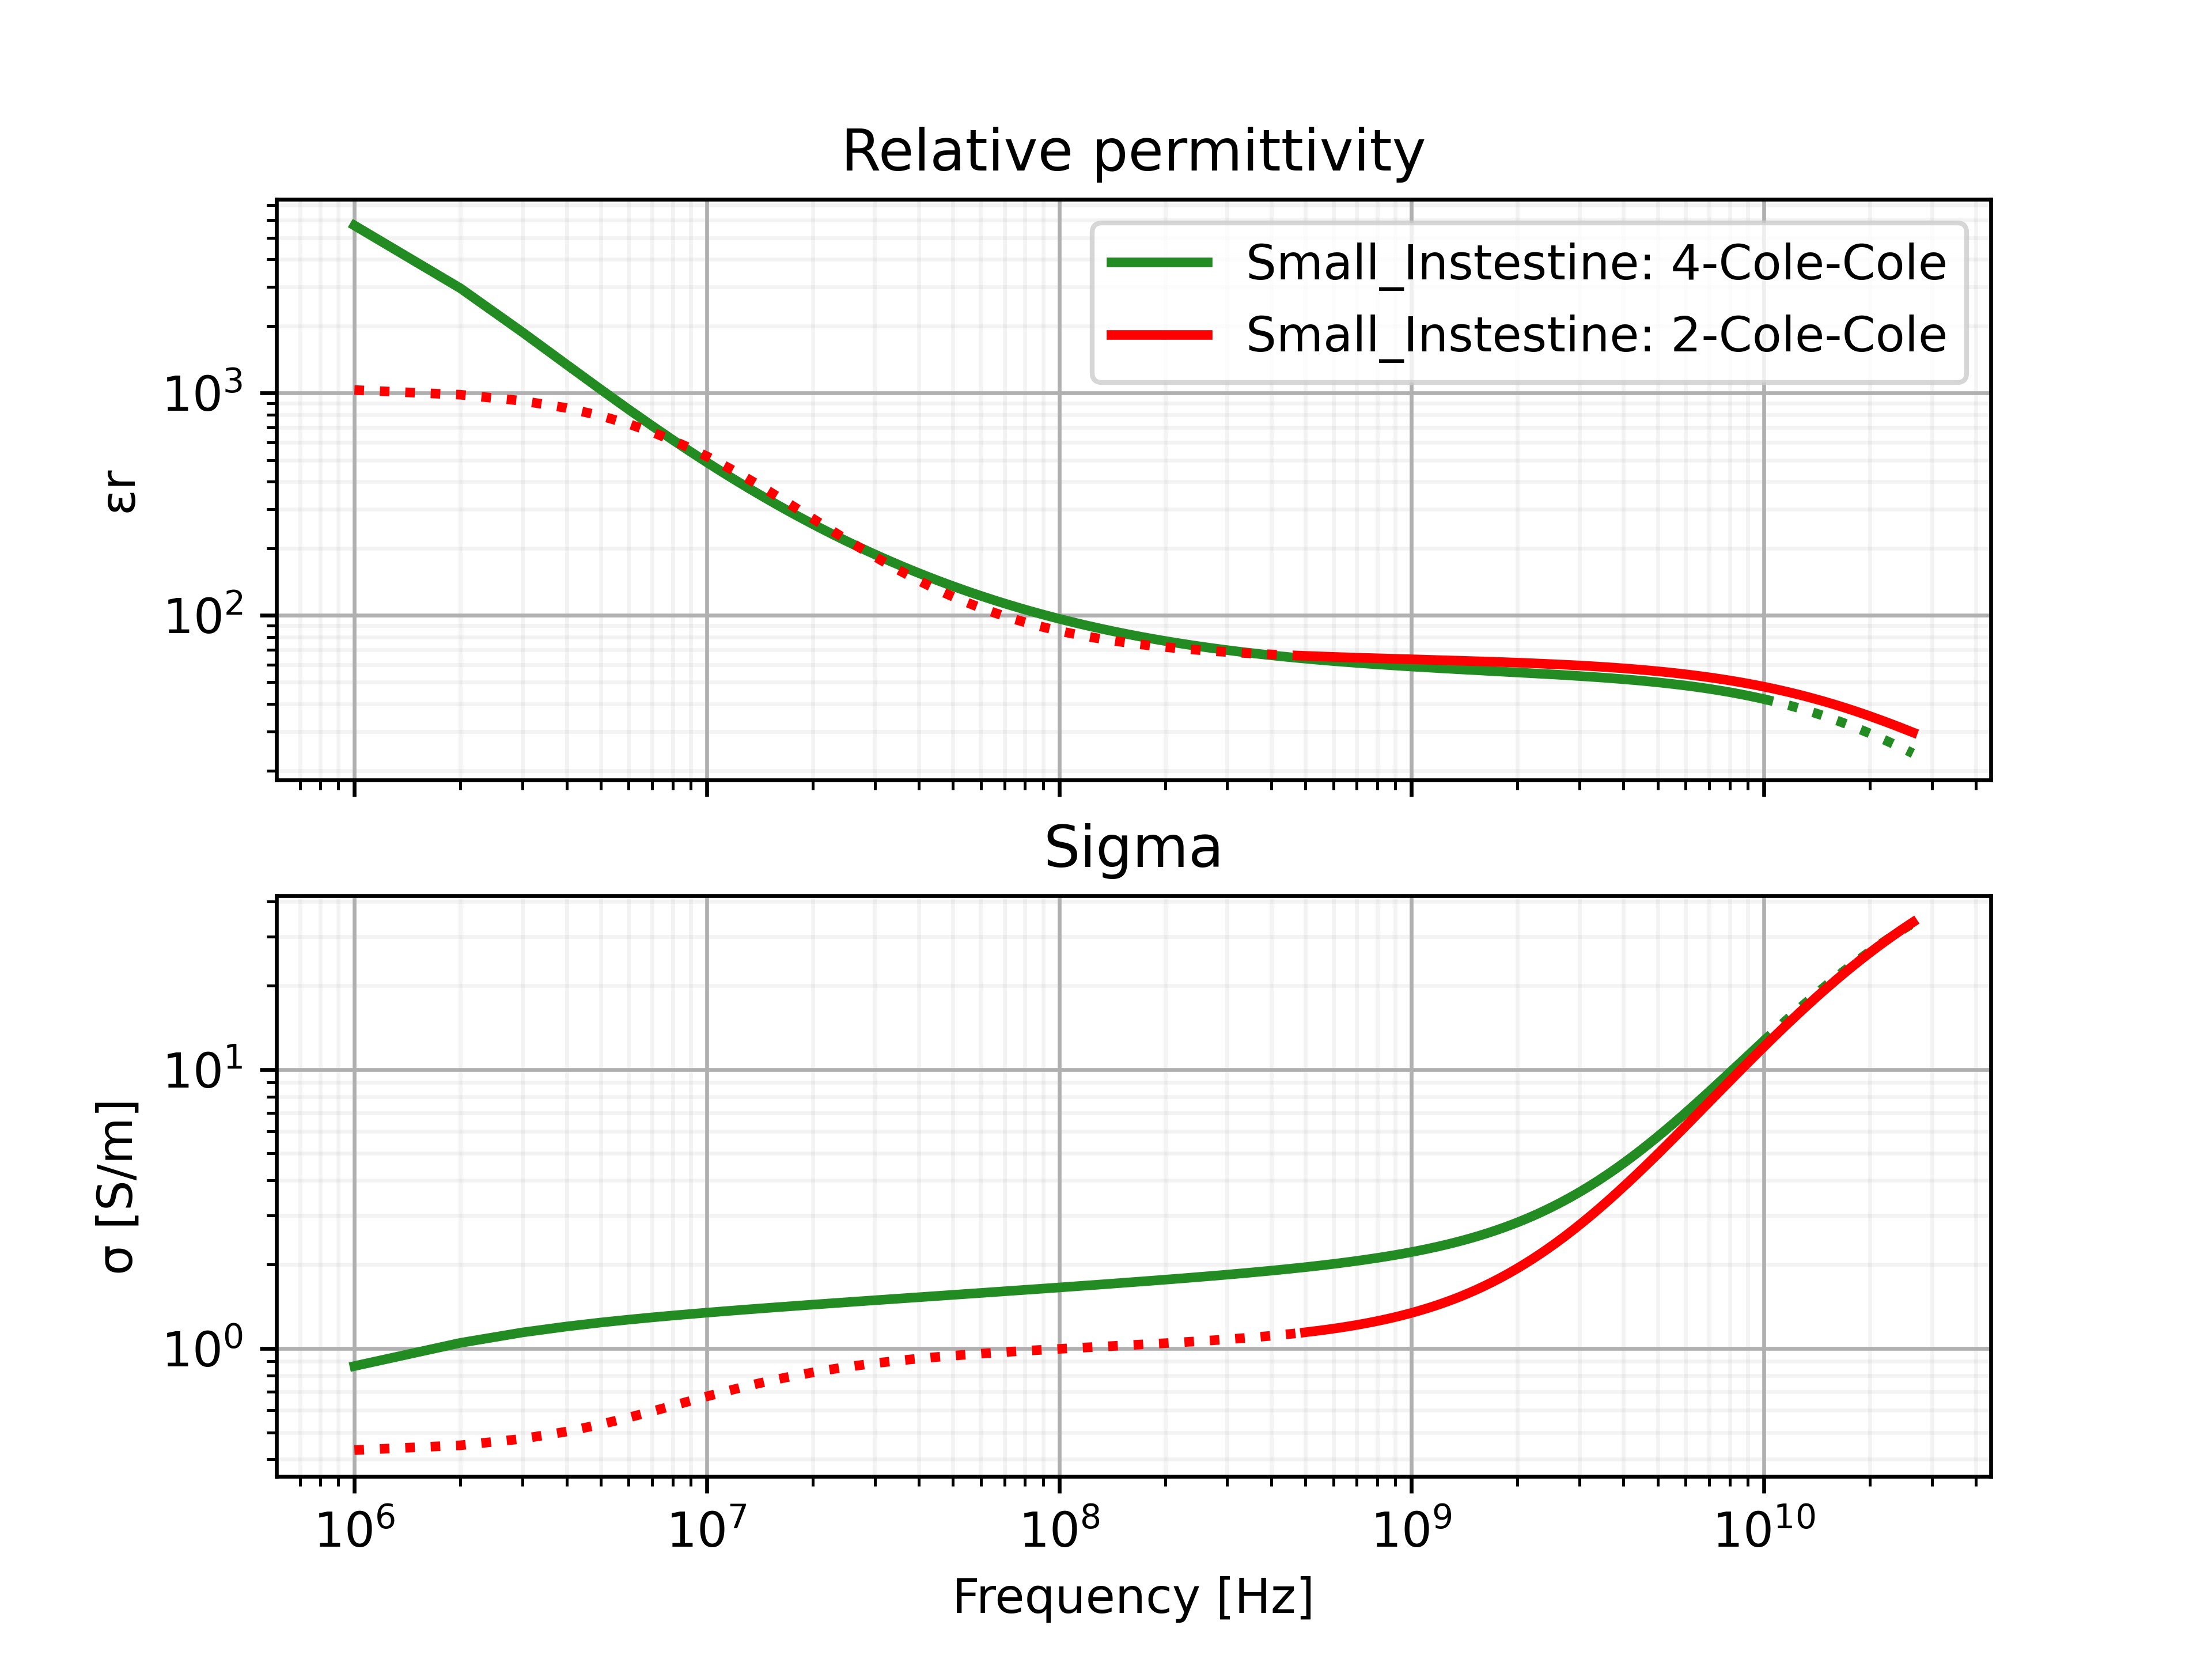 Relative permittivity
Small_Instestine: 4-Cole-Cole
Small_Instestine: 2-Cole-Cole
10³
10²
εr
Sigma
10¹
10⁰
σ [S/m]
10⁶ 10⁷ 10⁸ 10⁹ 10¹⁰
Frequency [Hz]